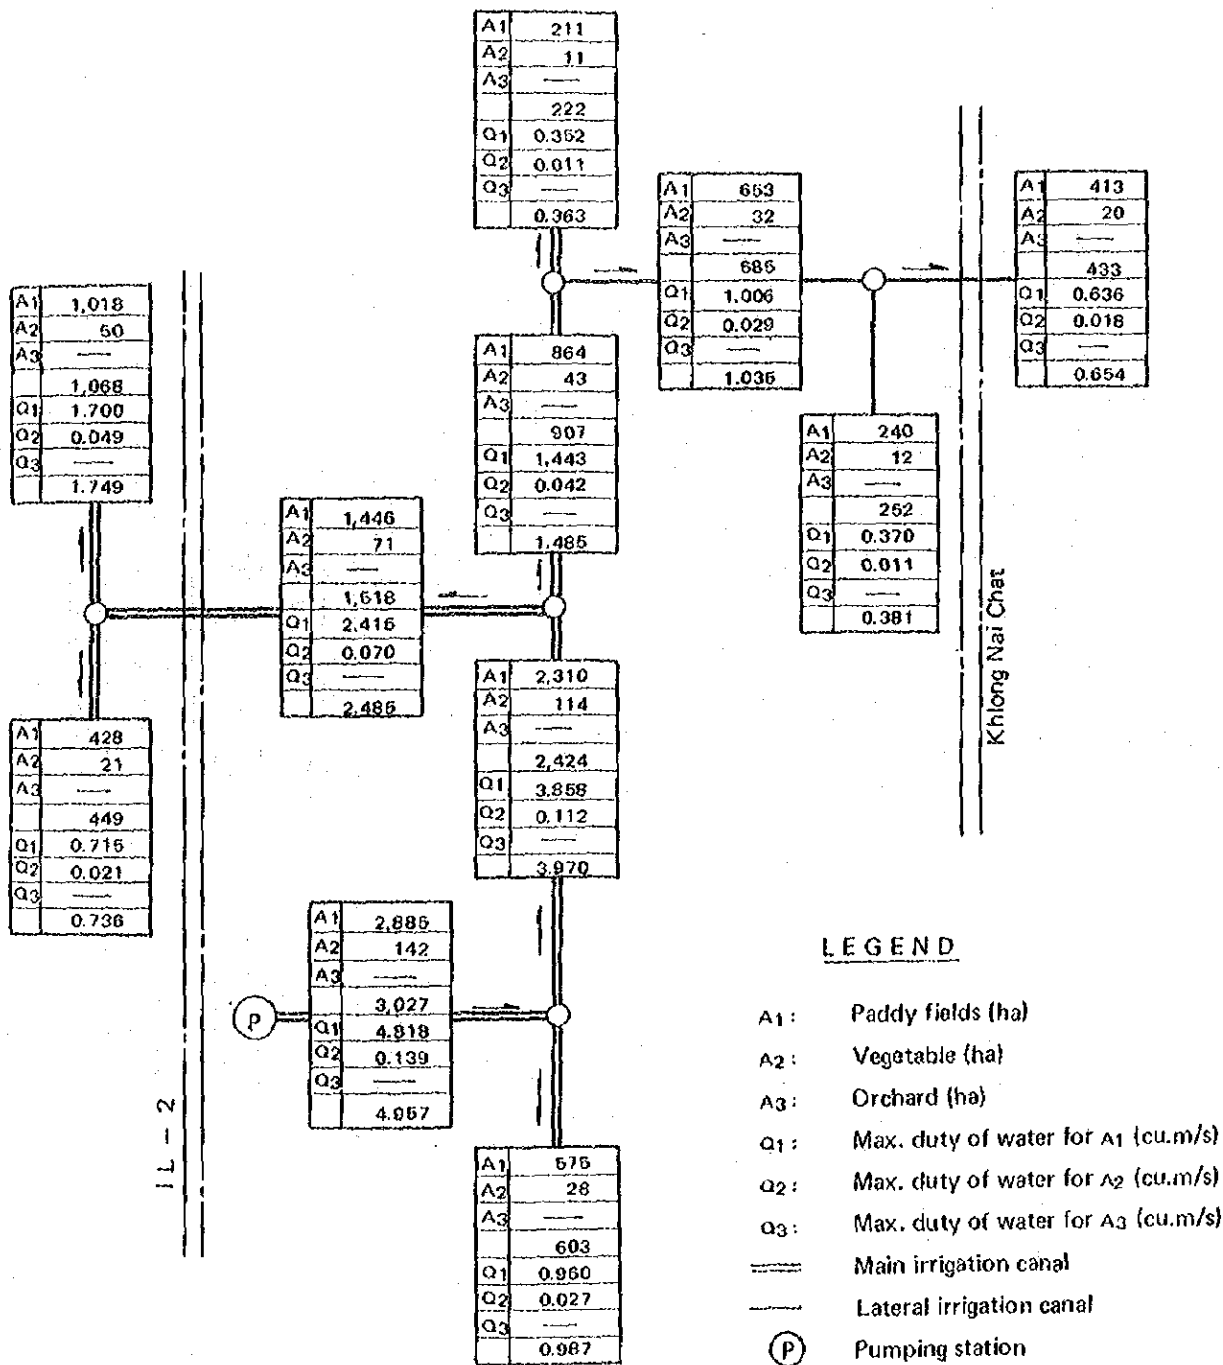 A1 211
A2 11
A3 —
222
Q1 0.352
Q2 0.011
Q3 —
0.363
A1 653
A2 32
A3 —
685
Q1 1.006
Q2 0.029
Q3 —
1.035
A1 413
A2 20
A3 —
433
Q1 0.636
Q2 0.018
Q3 —
0.654
A1 1,018
A2 50
A3 —
1,068
Q1 1.700
Q2 0.049
Q3 —
1.749
A1 864
A2 43
A3 —
907
Q1 1,443
Q2 0.042
Q3 —
1.485
A1 240
A2 12
A3 —
252
Q1 0.370
Q2 0.011
Q3 —
0.381
A1 1,446
A2 71
A3 —
1,518
Q1 2.415
Q2 0.070
Q3 —
2.485
Khlong Nai Chat
A1 2,310
A2 114
A3 —
2,424
Q1 3.858
Q2 0.112
Q3 —
3.970
A1 428
A2 21
A3 —
449
Q1 0.715
Q2 0.021
Q3 —
0.736
P
A1 2,885
A2 142
A3 —
3,027
Q1 4.818
Q2 0.139
Q3 —
4.957
IL - 2
A1 575
A2 28
A3 —
603
Q1 0.960
Q2 0.027
Q3 —
0.987
LEGEND
A1: Paddy fields (ha)
A2: Vegetable (ha)
A3: Orchard (ha)
Q1: Max. duty of water for A1 (cu.m/s)
Q2: Max. duty of water for A2 (cu.m/s)
Q3: Max. duty of water for A3 (cu.m/s)
Main irrigation canal
Lateral irrigation canal
P Pumping station